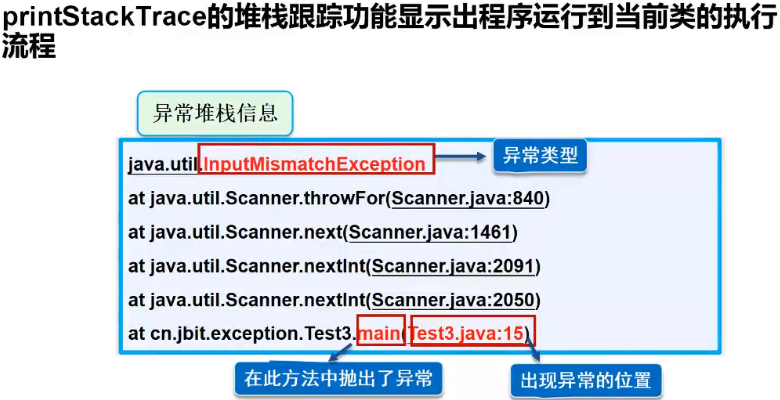 printStackTrace的堆栈跟踪功能显示出程序运行到当前类的执行
流程
异常堆栈信息
java.util.InputMismatchException
异常类型
at java.util.Scanner.throwFor(Scanner.java:840)
at java.util.Scanner.next(Scanner.java:1461)
at java.util.Scanner.nextInt(Scanner.java:2091)
at java.util.Scanner.nextInt(Scanner.java:2050)
at cn.jbit.exception.Test3.main(Test3.java:15)
在此方法中抛出了异常
出现异常的位置